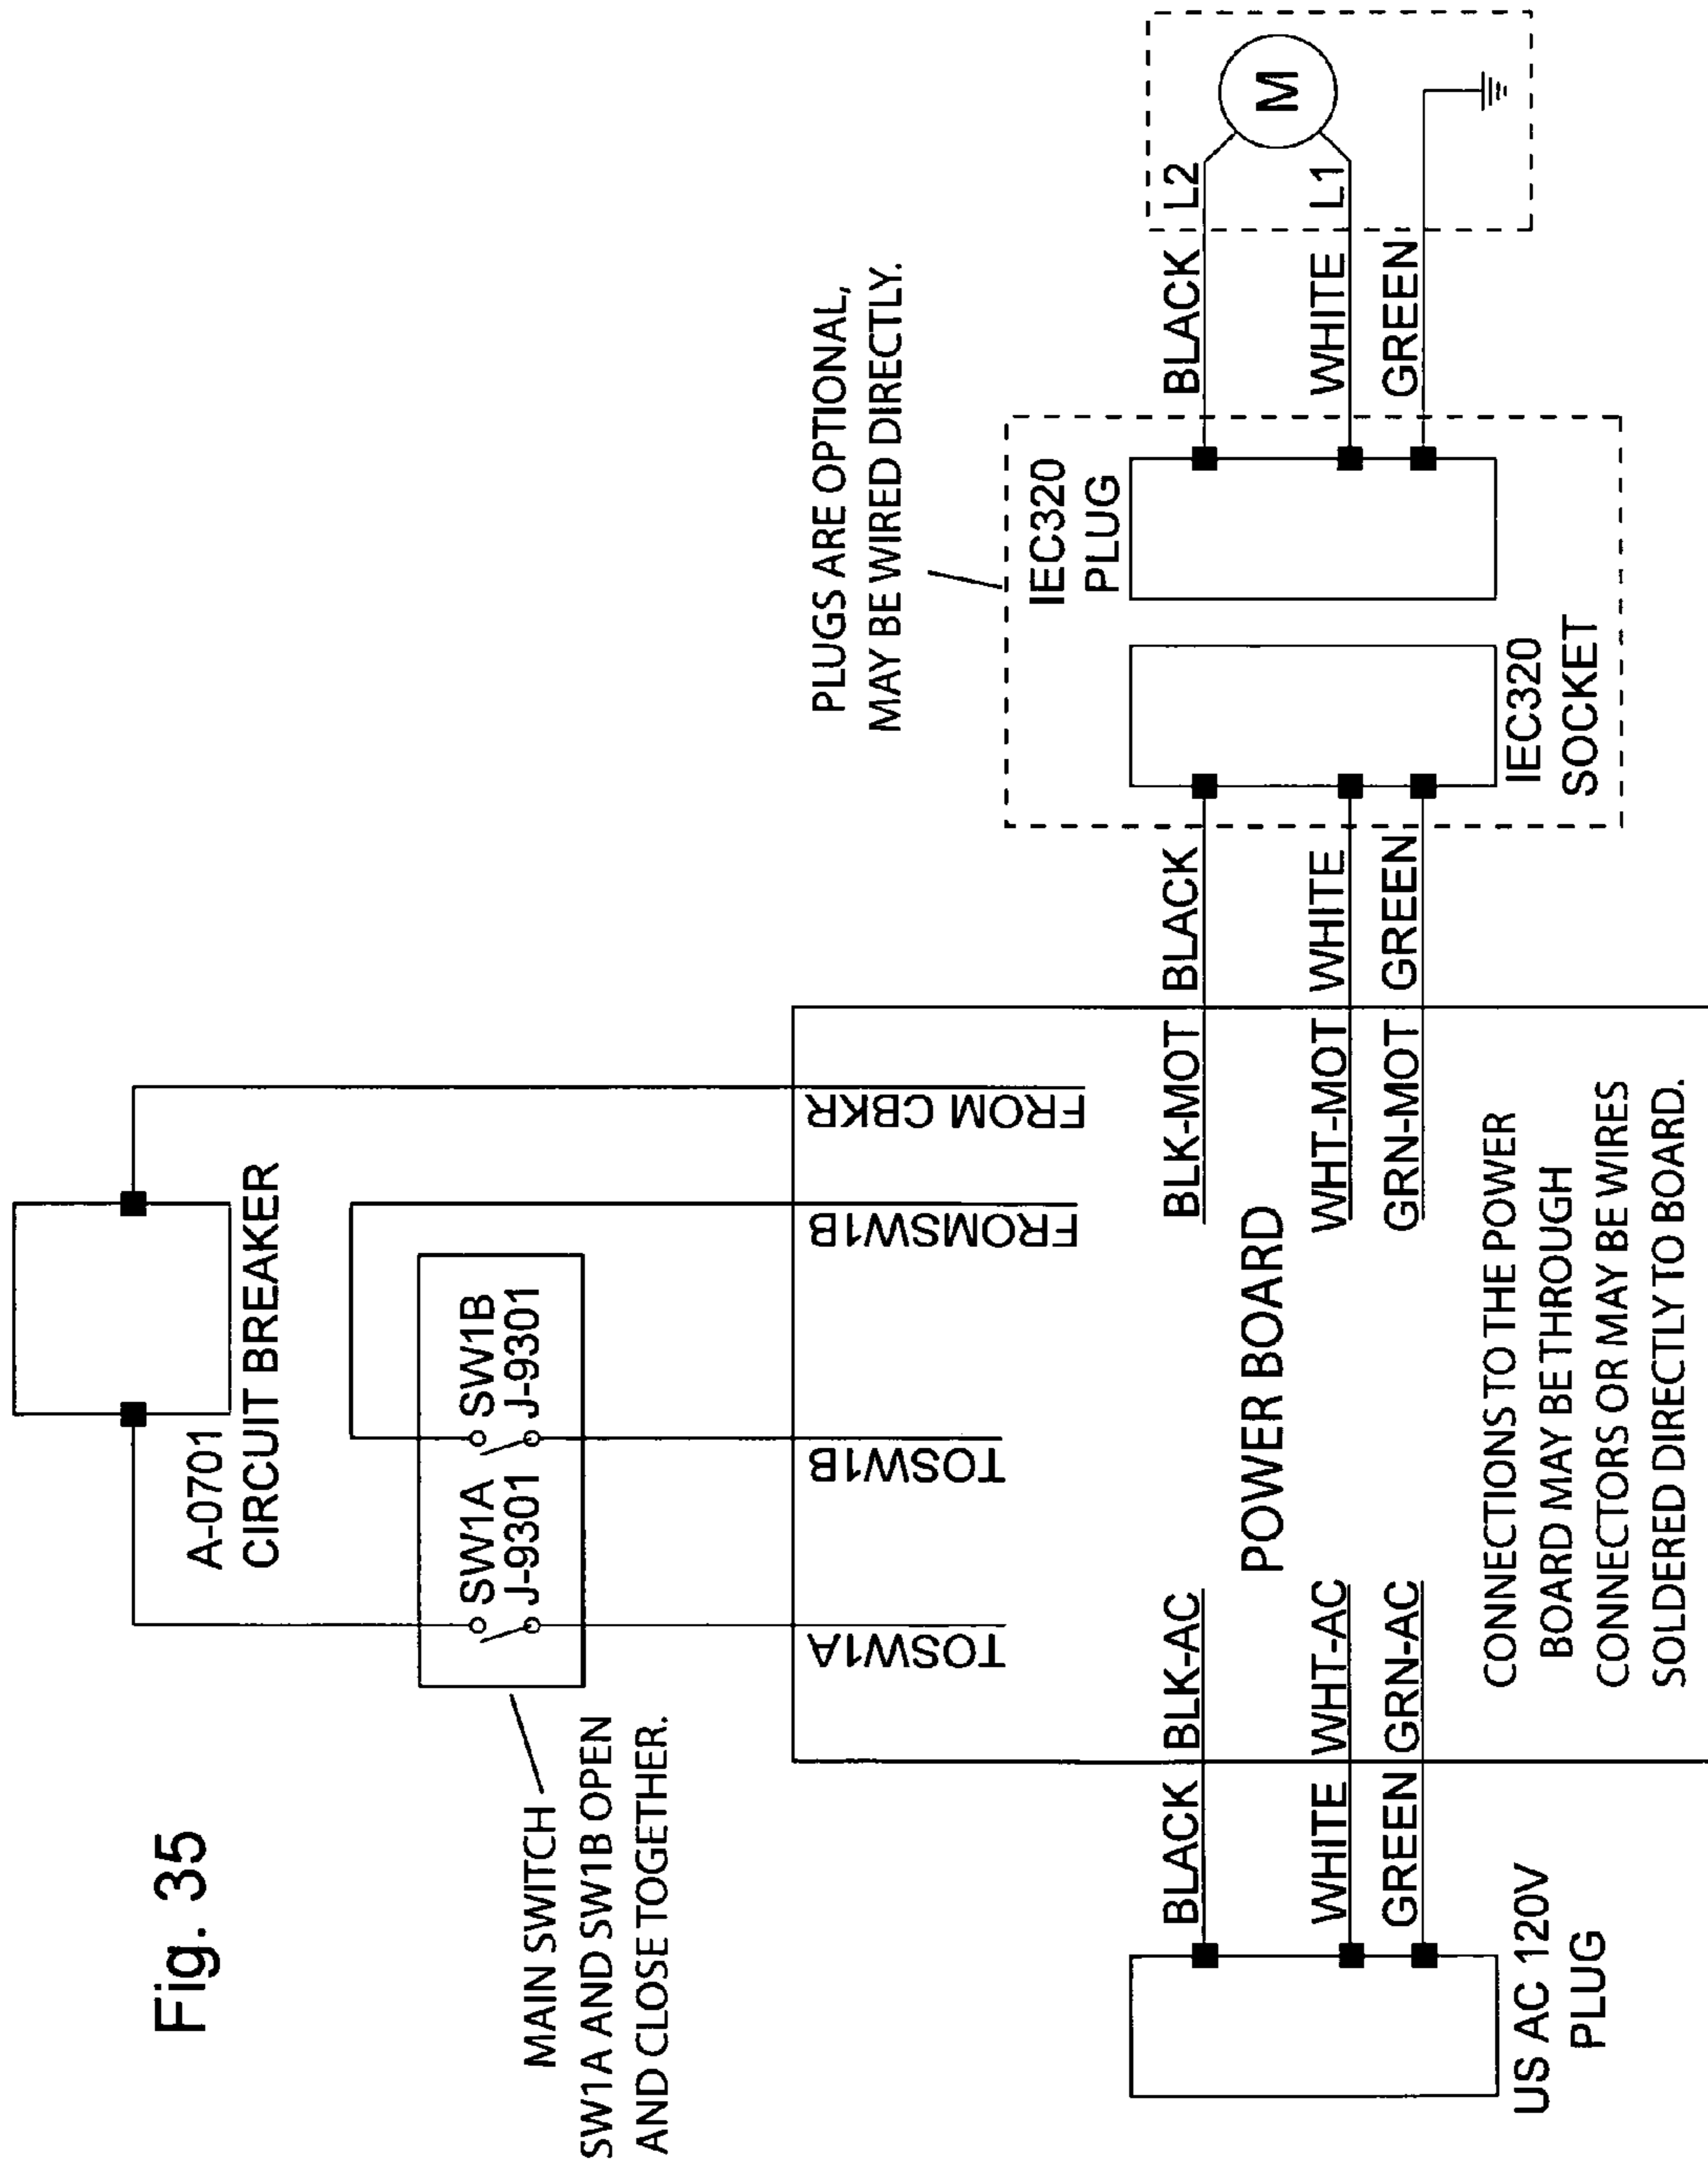 Fig. 35
A-0701
CIRCUIT BREAKER
MAIN SWITCH
SW1A AND SW1B OPEN
AND CLOSE TOGETHER.
SW1A
J-9301
SW1B
J-9301
TOSW1A
TOSW1B
FROMSW1B
FROM CBKR
PLUGS ARE OPTIONAL,
MAY BE WIRED DIRECTLY.
US AC 120V
PLUG
BLACK BLK-AC
WHITE WHT-AC
GREEN GRN-AC
POWER BOARD
BLK-MOT BLACK
WHT-MOT WHITE
GRN-MOT GREEN
CONNECTIONS TO THE POWER
BOARD MAY BE THROUGH
CONNECTORS OR MAY BE WIRES
SOLDERED DIRECTLY TO BOARD.
IEC320
SOCKET
IEC320
PLUG
BLACK L2
WHITE L1
GREEN
M